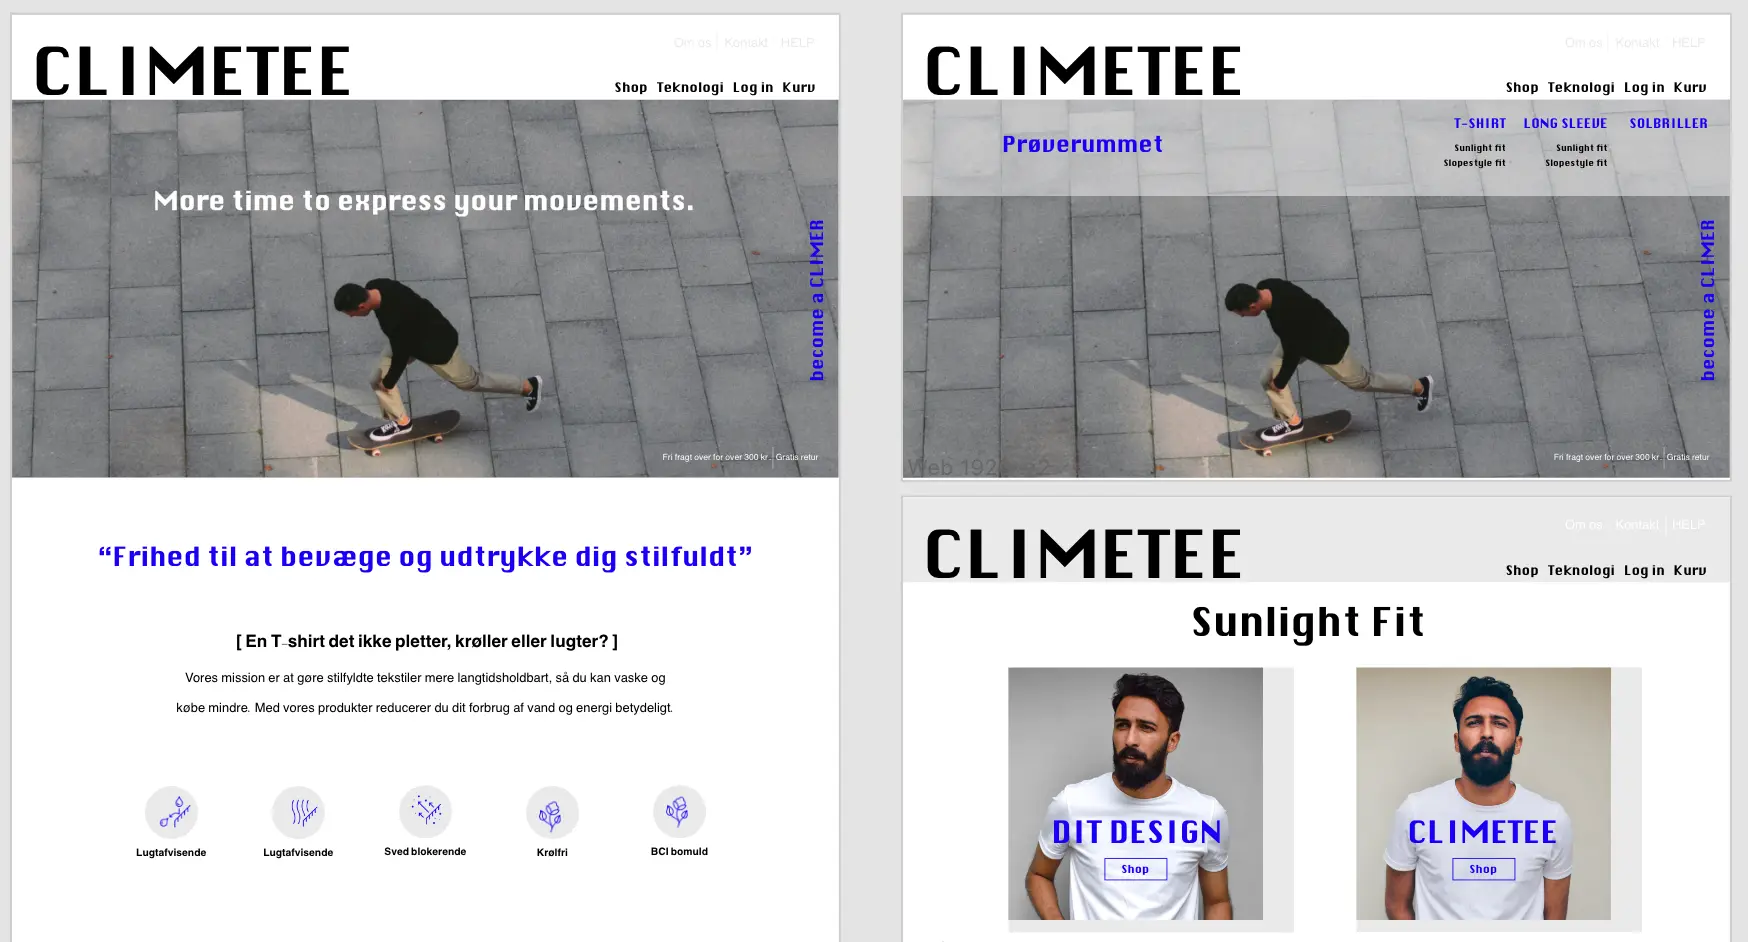 CLIMETEE
Om os | Kontakt HELP
Shop Teknologi Log in Kurv
More time to express your movements.
become a CLIMER
Fri fragt over for over 300 kr. | Gratis retur
“Frihed til at bevæge og udtrykke dig stilfuldt”
[ En T-shirt det ikke pletter, krøller eller lugter? ]
Vores mission er at gøre stilfyldte tekstiler mere langtidsholdbart, så du kan vaske og
købe mindre. Med vores produkter reducerer du dit forbrug af vand og energi betydeligt.
Lugtafvisende
Lugtafvisende
Sved blokerende
Krølfri
BCI bomuld
CLIMETEE
Om os | Kontakt HELP
Shop Teknologi Log in Kurv
Prøverummet
T-SHIRT LONG SLEEVE SOLBRILLER
Sunlight fit Sunlight fit
Slopestyle fit Slopestyle fit
become a CLIMER
Web 192
Fri fragt over for over 300 kr. | Gratis retur
CLIMETEE
Om os Kontakt | HELP
Shop Teknologi Log in Kurv
Sunlight Fit
DIT DESIGN
Shop
CLIMETEE
Shop